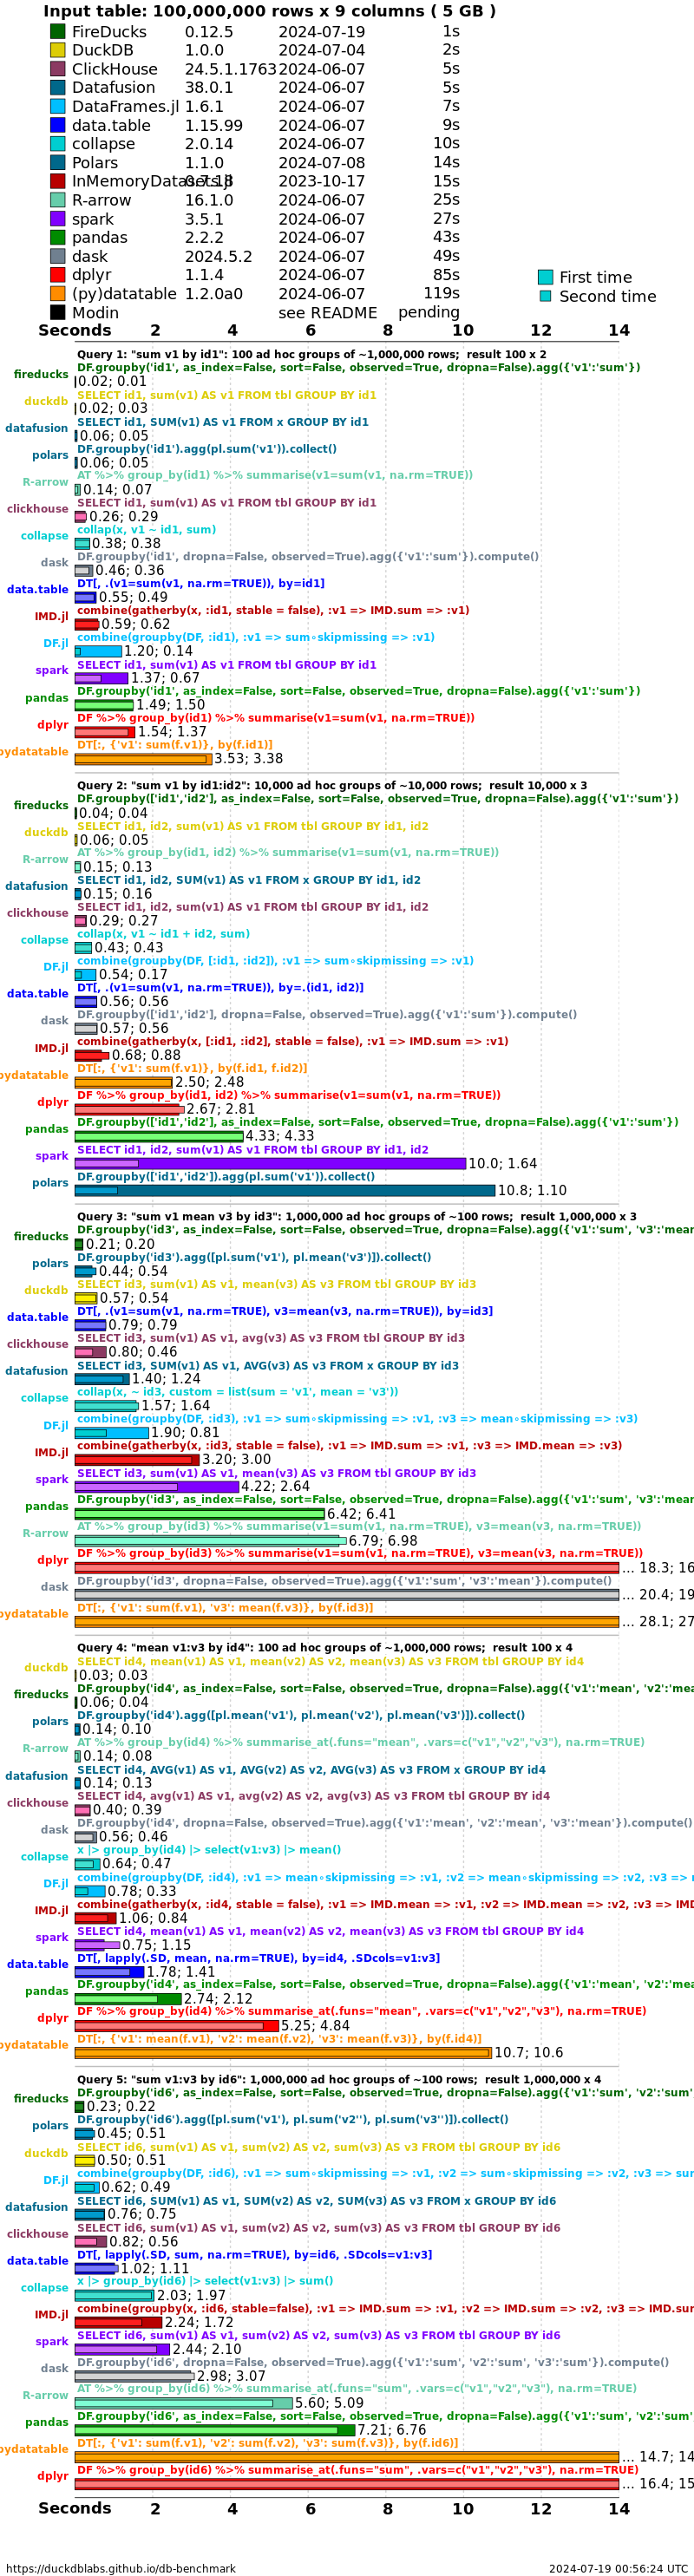 Input table: 100,000,000 rows x 9 columns ( 5 GB )
FireDucks 0.12.5 2024-07-19 1s
DuckDB 1.0.0 2024-07-04 2s
ClickHouse 24.5.1.1763 2024-06-07 5s
Datafusion 38.0.1 2024-06-07 5s
DataFrames.jl 1.6.1 2024-06-07 7s
data.table 1.15.99 2024-06-07 9s
collapse 2.0.14 2024-06-07 10s
Polars 1.1.0 2024-07-08 14s
InMemoryDatasets.jl 0.7.18 2023-10-17 15s
R-arrow 16.1.0 2024-06-07 25s
spark 3.5.1 2024-06-07 27s
pandas 2.2.2 2024-06-07 43s
dask 2024.5.2 2024-06-07 49s
dplyr 1.1.4 2024-06-07 85s
(py)datatable 1.2.0a0 2024-06-07 119s
Modin see README pending
First time
Second time
Seconds 2 4 6 8 10 12 14
Query 1: "sum v1 by id1": 100 ad hoc groups of ~1,000,000 rows; result 100 x 2
fireducks DF.groupby('id1', as_index=False, sort=False, observed=True, dropna=False).agg({'v1':'sum'})
0.02; 0.01
duckdb SELECT id1, sum(v1) AS v1 FROM tbl GROUP BY id1
0.02; 0.03
datafusion SELECT id1, SUM(v1) AS v1 FROM x GROUP BY id1
0.06; 0.05
polars DF.groupby('id1').agg(pl.sum('v1')).collect()
0.06; 0.05
R-arrow AT %>% group_by(id1) %>% summarise(v1=sum(v1, na.rm=TRUE))
0.14; 0.07
clickhouse SELECT id1, sum(v1) AS v1 FROM tbl GROUP BY id1
0.26; 0.29
collapse collap(x, v1 ~ id1, sum)
0.38; 0.38
dask DF.groupby('id1', dropna=False, observed=True).agg({'v1':'sum'}).compute()
0.46; 0.36
data.table DT[, .(v1=sum(v1, na.rm=TRUE)), by=id1]
0.55; 0.49
IMD.jl combine(gatherby(x, :id1, stable = false), :v1 => IMD.sum => :v1)
0.59; 0.62
DF.jl combine(groupby(DF, :id1), :v1 => sum∘skipmissing => :v1)
1.20; 0.14
spark SELECT id1, sum(v1) AS v1 FROM tbl GROUP BY id1
1.37; 0.67
pandas DF.groupby('id1', as_index=False, sort=False, observed=True, dropna=False).agg({'v1':'sum'})
1.49; 1.50
dplyr DF %>% group_by(id1) %>% summarise(v1=sum(v1, na.rm=TRUE))
1.54; 1.37
pydatatable DT[:, {'v1': sum(f.v1)}, by(f.id1)]
3.53; 3.38
Query 2: "sum v1 by id1:id2": 10,000 ad hoc groups of ~10,000 rows; result 10,000 x 3
fireducks DF.groupby(['id1','id2'], as_index=False, sort=False, observed=True, dropna=False).agg({'v1':'sum'})
0.04; 0.04
duckdb SELECT id1, id2, sum(v1) AS v1 FROM tbl GROUP BY id1, id2
0.06; 0.05
R-arrow AT %>% group_by(id1, id2) %>% summarise(v1=sum(v1, na.rm=TRUE))
0.15; 0.13
datafusion SELECT id1, id2, SUM(v1) AS v1 FROM x GROUP BY id1, id2
0.15; 0.16
clickhouse SELECT id1, id2, sum(v1) AS v1 FROM tbl GROUP BY id1, id2
0.29; 0.27
collapse collap(x, v1 ~ id1 + id2, sum)
0.43; 0.43
DF.jl combine(groupby(DF, [:id1, :id2]), :v1 => sum∘skipmissing => :v1)
0.54; 0.17
data.table DT[, .(v1=sum(v1, na.rm=TRUE)), by=.(id1, id2)]
0.56; 0.56
dask DF.groupby(['id1','id2'], dropna=False, observed=True).agg({'v1':'sum'}).compute()
0.57; 0.56
IMD.jl combine(gatherby(x, [:id1, :id2], stable = false), :v1 => IMD.sum => :v1)
0.68; 0.88
pydatatable DT[:, {'v1': sum(f.v1)}, by(f.id1, f.id2)]
2.50; 2.48
dplyr DF %>% group_by(id1, id2) %>% summarise(v1=sum(v1, na.rm=TRUE))
2.67; 2.81
pandas DF.groupby(['id1','id2'], as_index=False, sort=False, observed=True, dropna=False).agg({'v1':'sum'})
4.33; 4.33
spark SELECT id1, id2, sum(v1) AS v1 FROM tbl GROUP BY id1, id2
10.0; 1.64
polars DF.groupby(['id1','id2']).agg(pl.sum('v1')).collect()
10.8; 1.10
Query 3: "sum v1 mean v3 by id3": 1,000,000 ad hoc groups of ~100 rows; result 1,000,000 x 3
fireducks DF.groupby('id3', as_index=False, sort=False, observed=True, dropna=False).agg({'v1':'sum', 'v3':'mean
0.21; 0.20
polars DF.groupby('id3').agg([pl.sum('v1'), pl.mean('v3')]).collect()
0.44; 0.54
duckdb SELECT id3, sum(v1) AS v1, mean(v3) AS v3 FROM tbl GROUP BY id3
0.57; 0.54
data.table DT[, .(v1=sum(v1, na.rm=TRUE), v3=mean(v3, na.rm=TRUE)), by=id3]
0.79; 0.79
clickhouse SELECT id3, sum(v1) AS v1, avg(v3) AS v3 FROM tbl GROUP BY id3
0.80; 0.46
datafusion SELECT id3, SUM(v1) AS v1, AVG(v3) AS v3 FROM x GROUP BY id3
1.40; 1.24
collapse collap(x, ~ id3, custom = list(sum = 'v1', mean = 'v3'))
1.57; 1.64
DF.jl combine(groupby(DF, :id3), :v1 => sum∘skipmissing => :v1, :v3 => mean∘skipmissing => :v3)
1.90; 0.81
IMD.jl combine(gatherby(x, :id3, stable = false), :v1 => IMD.sum => :v1, :v3 => IMD.mean => :v3)
3.20; 3.00
spark SELECT id3, sum(v1) AS v1, mean(v3) AS v3 FROM tbl GROUP BY id3
4.22; 2.64
pandas DF.groupby('id3', as_index=False, sort=False, observed=True, dropna=False).agg({'v1':'sum', 'v3':'mean
6.42; 6.41
R-arrow AT %>% group_by(id3) %>% summarise(v1=sum(v1, na.rm=TRUE), v3=mean(v3, na.rm=TRUE))
6.79; 6.98
dplyr DF %>% group_by(id3) %>% summarise(v1=sum(v1, na.rm=TRUE), v3=mean(v3, na.rm=TRUE))
... 18.3; 16
dask DF.groupby('id3', dropna=False, observed=True).agg({'v1':'sum', 'v3':'mean'}).compute()
... 20.4; 19
pydatatable DT[:, {'v1': sum(f.v1), 'v3': mean(f.v3)}, by(f.id3)]
... 28.1; 27
Query 4: "mean v1:v3 by id4": 100 ad hoc groups of ~1,000,000 rows; result 100 x 4
duckdb SELECT id4, mean(v1) AS v1, mean(v2) AS v2, mean(v3) AS v3 FROM tbl GROUP BY id4
0.03; 0.03
fireducks DF.groupby('id4', as_index=False, sort=False, observed=True, dropna=False).agg({'v1':'mean', 'v2':'mea
0.06; 0.04
polars DF.groupby('id4').agg([pl.mean('v1'), pl.mean('v2'), pl.mean('v3')]).collect()
0.14; 0.10
R-arrow AT %>% group_by(id4) %>% summarise_at(.funs="mean", .vars=c("v1","v2","v3"), na.rm=TRUE)
0.14; 0.08
datafusion SELECT id4, AVG(v1) AS v1, AVG(v2) AS v2, AVG(v3) AS v3 FROM x GROUP BY id4
0.14; 0.13
clickhouse SELECT id4, avg(v1) AS v1, avg(v2) AS v2, avg(v3) AS v3 FROM tbl GROUP BY id4
0.40; 0.39
dask DF.groupby('id4', dropna=False, observed=True).agg({'v1':'mean', 'v2':'mean', 'v3':'mean'}).compute()
0.56; 0.46
collapse x |> group_by(id4) |> select(v1:v3) |> mean()
0.64; 0.47
DF.jl combine(groupby(DF, :id4), :v1 => mean∘skipmissing => :v1, :v2 => mean∘skipmissing => :v2, :v3 => m
0.78; 0.33
IMD.jl combine(gatherby(x, :id4, stable = false), :v1 => IMD.mean => :v1, :v2 => IMD.mean => :v2, :v3 => IMD
1.06; 0.84
spark SELECT id4, mean(v1) AS v1, mean(v2) AS v2, mean(v3) AS v3 FROM tbl GROUP BY id4
0.75; 1.15
data.table DT[, lapply(.SD, mean, na.rm=TRUE), by=id4, .SDcols=v1:v3]
1.78; 1.41
pandas DF.groupby('id4', as_index=False, sort=False, observed=True, dropna=False).agg({'v1':'mean', 'v2':'mea
2.74; 2.12
dplyr DF %>% group_by(id4) %>% summarise_at(.funs="mean", .vars=c("v1","v2","v3"), na.rm=TRUE)
5.25; 4.84
pydatatable DT[:, {'v1': mean(f.v1), 'v2': mean(f.v2), 'v3': mean(f.v3)}, by(f.id4)]
10.7; 10.6
Query 5: "sum v1:v3 by id6": 1,000,000 ad hoc groups of ~100 rows; result 1,000,000 x 4
fireducks DF.groupby('id6', as_index=False, sort=False, observed=True, dropna=False).agg({'v1':'sum', 'v2':'sum'
0.23; 0.22
polars DF.groupby('id6').agg([pl.sum('v1'), pl.sum('v2''), pl.sum('v3'')]).collect()
0.45; 0.51
duckdb SELECT id6, sum(v1) AS v1, sum(v2) AS v2, sum(v3) AS v3 FROM tbl GROUP BY id6
0.50; 0.51
DF.jl combine(groupby(DF, :id6), :v1 => sum∘skipmissing => :v1, :v2 => sum∘skipmissing => :v2, :v3 => sum
0.62; 0.49
datafusion SELECT id6, SUM(v1) AS v1, SUM(v2) AS v2, SUM(v3) AS v3 FROM x GROUP BY id6
0.76; 0.75
clickhouse SELECT id6, sum(v1) AS v1, sum(v2) AS v2, sum(v3) AS v3 FROM tbl GROUP BY id6
0.82; 0.56
data.table DT[, lapply(.SD, sum, na.rm=TRUE), by=id6, .SDcols=v1:v3]
1.02; 1.11
collapse x |> group_by(id6) |> select(v1:v3) |> sum()
2.03; 1.97
IMD.jl combine(groupby(x, :id6, stable=false), :v1 => IMD.sum => :v1, :v2 => IMD.sum => :v2, :v3 => IMD.sum
2.24; 1.72
spark SELECT id6, sum(v1) AS v1, sum(v2) AS v2, sum(v3) AS v3 FROM tbl GROUP BY id6
2.44; 2.10
dask DF.groupby('id6', dropna=False, observed=True).agg({'v1':'sum', 'v2':'sum', 'v3':'sum'}).compute()
2.98; 3.07
R-arrow AT %>% group_by(id6) %>% summarise_at(.funs="sum", .vars=c("v1","v2","v3"), na.rm=TRUE)
5.60; 5.09
pandas DF.groupby('id6', as_index=False, sort=False, observed=True, dropna=False).agg({'v1':'sum', 'v2':'sum'
7.21; 6.76
pydatatable DT[:, {'v1': sum(f.v1), 'v2': sum(f.v2), 'v3': sum(f.v3)}, by(f.id6)]
... 14.7; 14
dplyr DF %>% group_by(id6) %>% summarise_at(.funs="sum", .vars=c("v1","v2","v3"), na.rm=TRUE)
... 16.4; 15
Seconds 2 4 6 8 10 12 14
https://duckdblabs.github.io/db-benchmark 2024-07-19 00:56:24 UTC